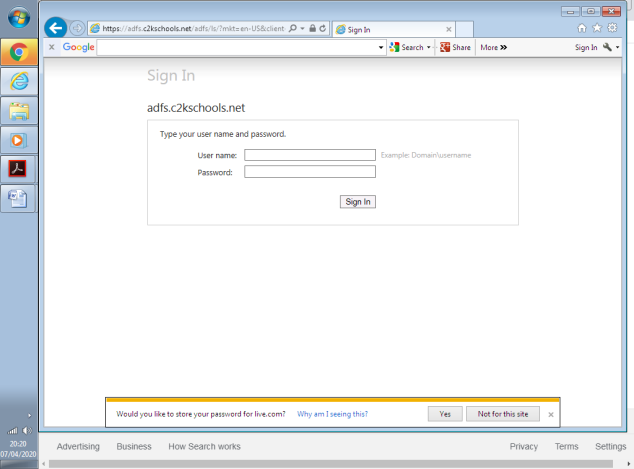 https://adfs.c2kschools.net/adfs/ls/?mkt=en-US&client
Sign In
x Google Search Share More » Sign In
Sign In
adfs.c2kschools.net
Type your user name and password.
User name: Example: Domain\username
Password:
Sign In
Would you like to store your password for live.com? Why am I seeing this? Yes Not for this site
20:20
07/04/2020
Advertising Business How Search works Privacy Terms Settings